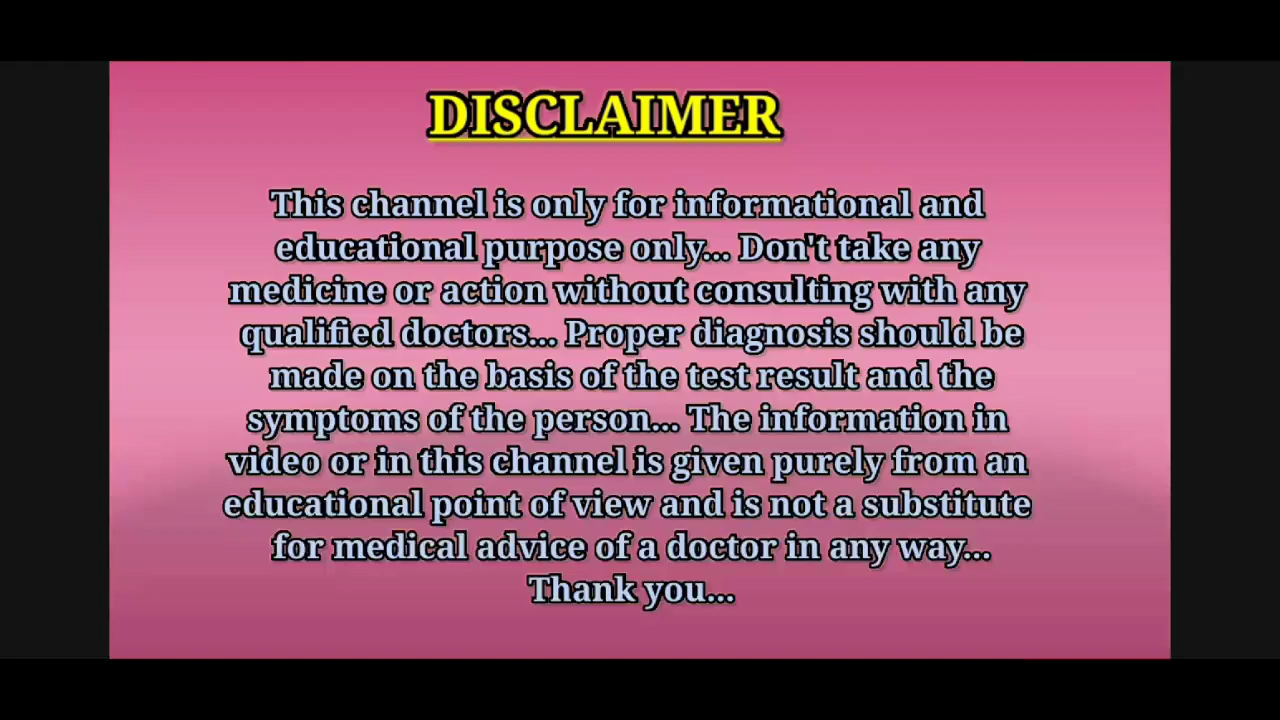 DISCLAIMER
This channel is only for informational and
educational purpose only... Don't take any
medicine or action without consulting with any
qualified doctors... Proper diagnosis should be
made on the basis of the test result and the
symptoms of the person... The information in
video or in this channel is given purely from an
educational point of view and is not a substitute
for medical advice of a doctor in any way...
Thank you...